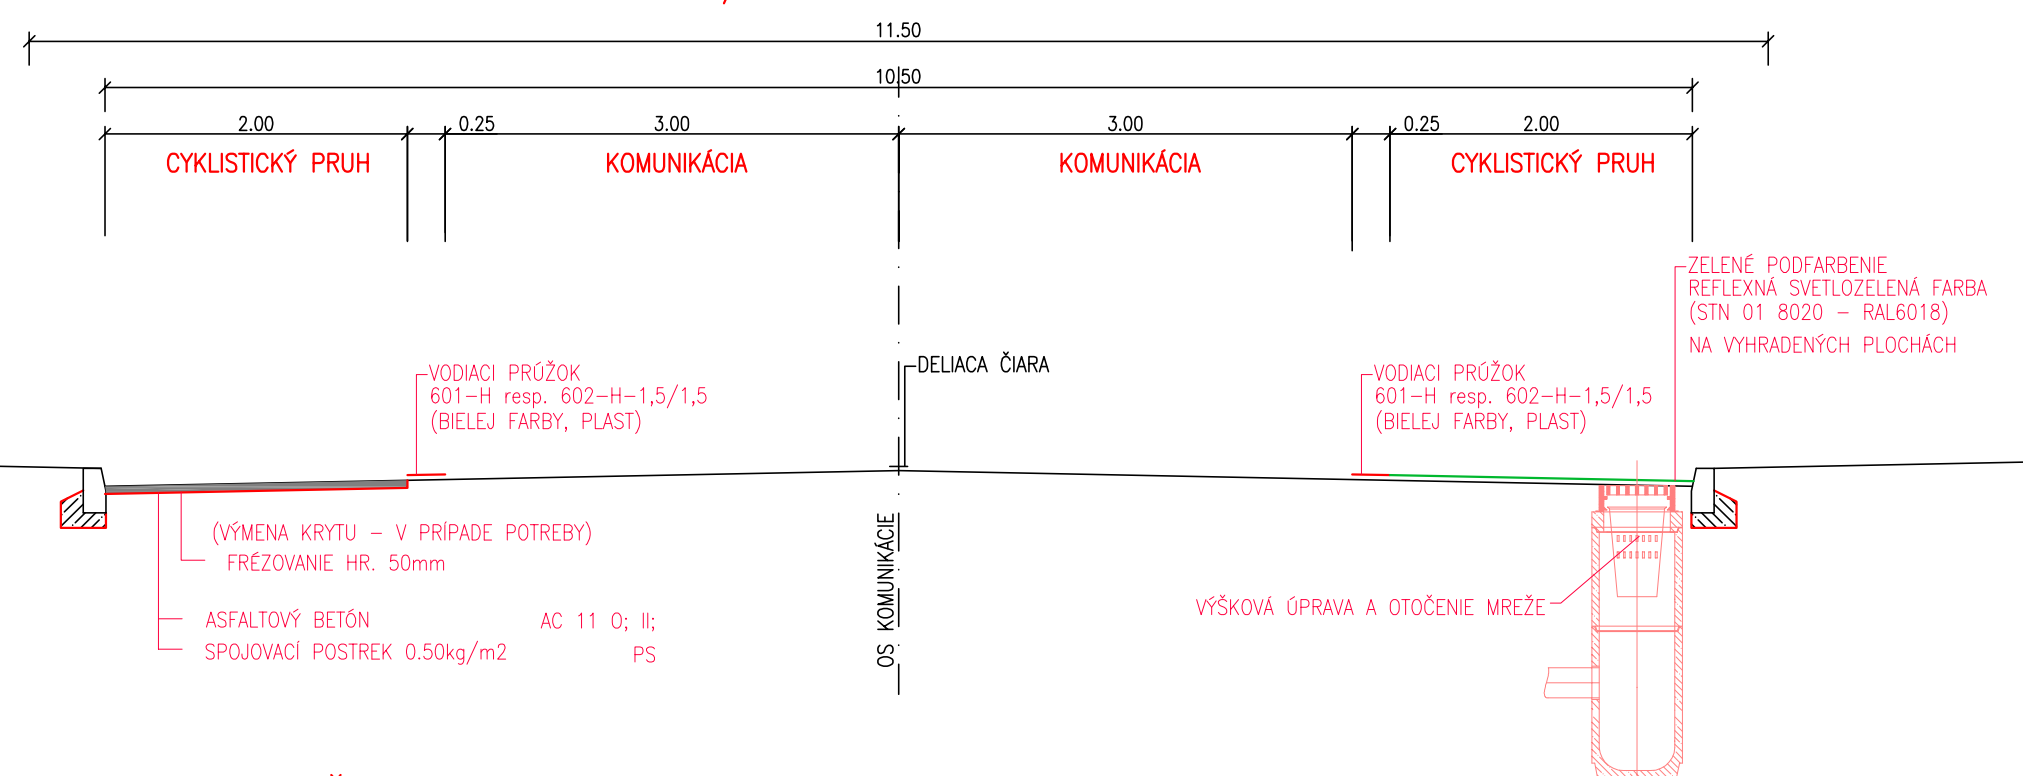 11.50
10.50
2.00 0.25 3.00 3.00 0.25 2.00
CYKLISTICKÝ PRUH KOMUNIKÁCIA KOMUNIKÁCIA CYKLISTICKÝ PRUH
ZELENÉ PODFARBENIE
REFLEXNÁ SVETLOZELENÁ FARBA
(STN 01 8020 – RAL6018)
NA VYHRADENÝCH PLOCHÁCH
VODIACI PRÚŽOK
601–H resp. 602–H–1,5/1,5
(BIELEJ FARBY, PLAST)
DELIACA ČIARA
VODIACI PRÚŽOK
601–H resp. 602–H–1,5/1,5
(BIELEJ FARBY, PLAST)
(VÝMENA KRYTU – V PRÍPADE POTREBY)
FRÉZOVANIE HR. 50mm
ASFALTOVÝ BETÓN AC 11 O; II;
SPOJOVACÍ POSTREK 0.50kg/m2 PS
OS KOMUNIKÁCIE
VÝŠKOVÁ ÚPRAVA A OTOČENIE MREŽE